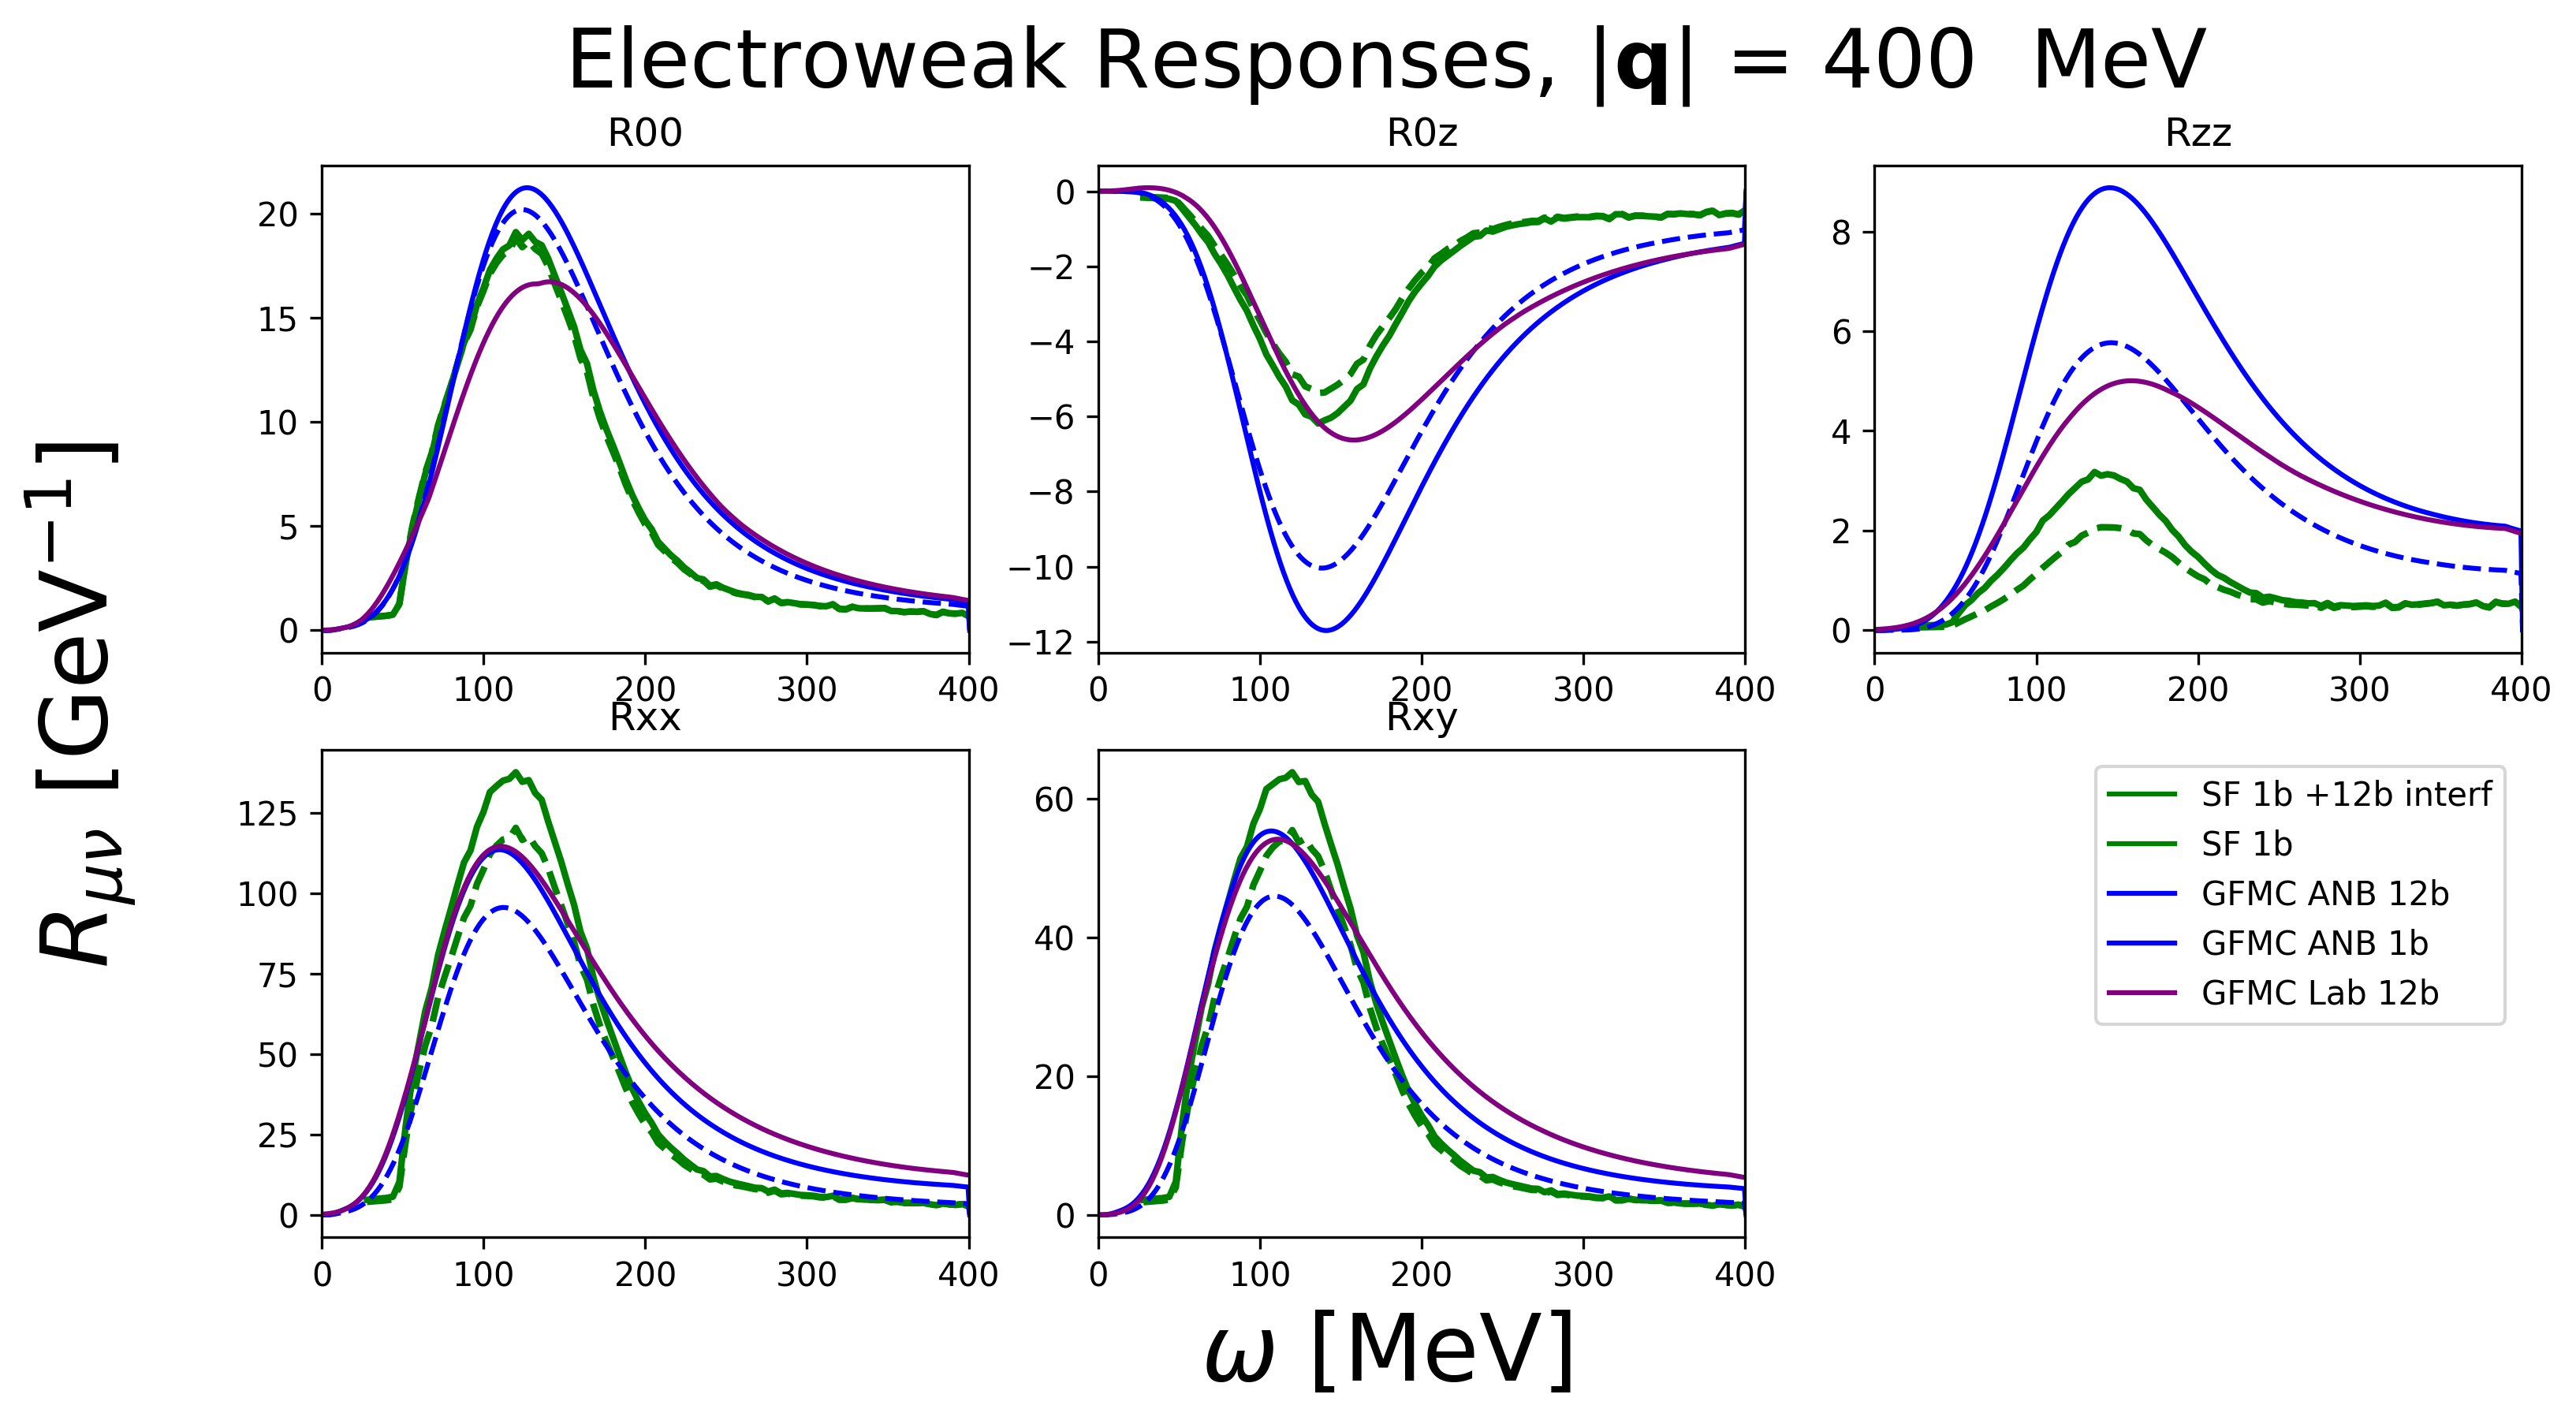 Electroweak Responses, |q| = 400 MeV
R00
R0z
Rzz
20
15
10
5
0
0
−2
−4
−6
−8
−10
−12
8
6
4
2
0
0 100 200 300 400
0 100 200 300 400
0 100 200 300 400
Rμν [GeV⁻¹]
Rxx
Rxy
125
100
75
50
25
0
60
40
20
0
0 100 200 300 400
0 100 200 300 400
SF 1b +12b interf
SF 1b
GFMC ANB 12b
GFMC ANB 1b
GFMC Lab 12b
ω [MeV]